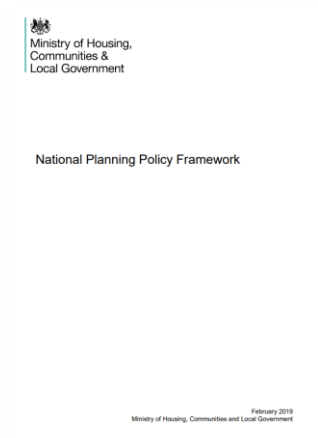 Ministry of Housing,
Communities &
Local Government
National Planning Policy Framework
February 2019
Ministry of Housing, Communities and Local Government